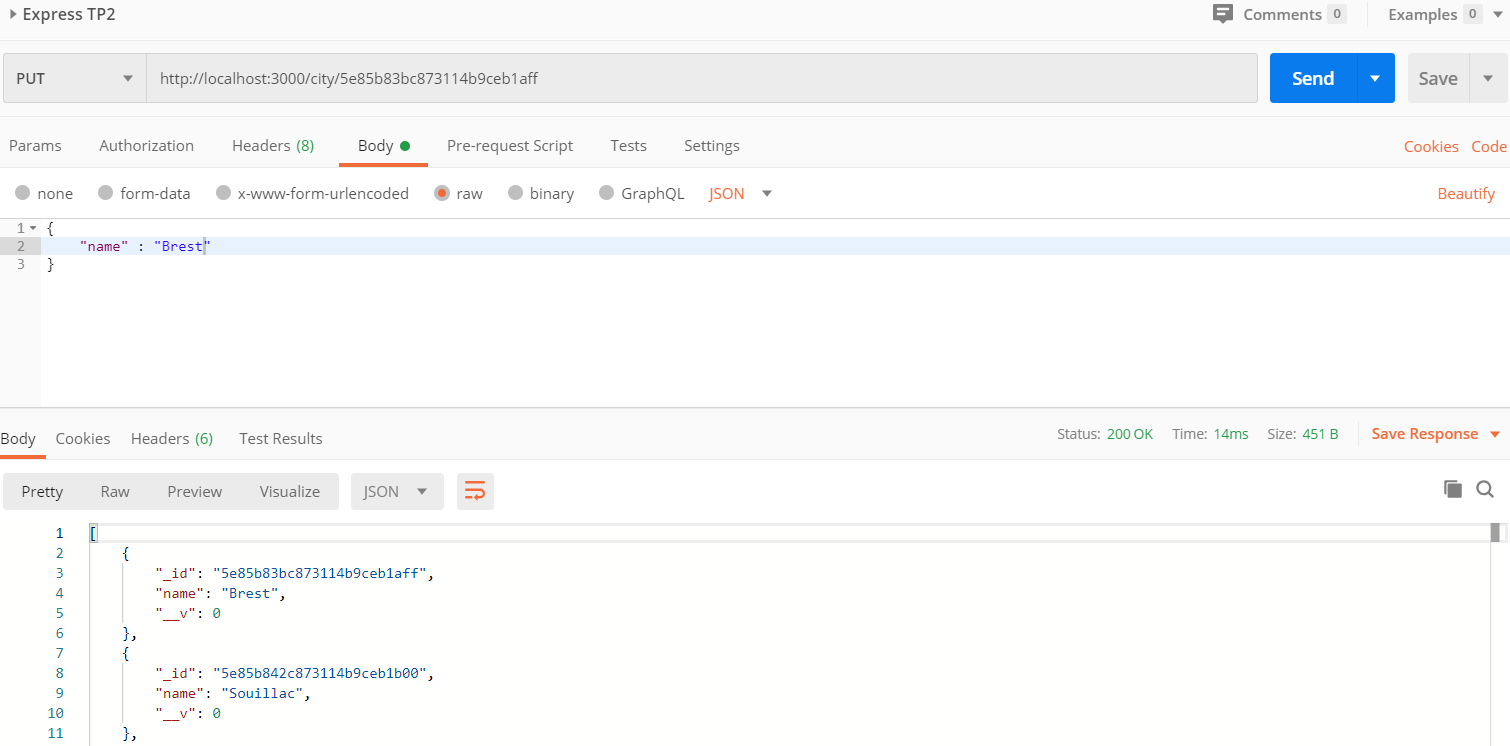 Express TP2 Comments 0 Examples 0
PUT http://localhost:3000/city/5e85b83bc873114b9ceb1aff Send Save
Params Authorization Headers (8) Body Pre-request Script Tests Settings Cookies Code
none form-data x-www-form-urlencoded raw binary GraphQL JSON Beautify
1 {
2 "name" : "Brest"
3 }
Body Cookies Headers (6) Test Results Status: 200 OK Time: 14ms Size: 451 B Save Response
Pretty Raw Preview Visualize JSON
1 [
2 {
3 "_id": "5e85b83bc873114b9ceb1aff",
4 "name": "Brest",
5 "__v": 0
6 },
7 {
8 "_id": "5e85b842c873114b9ceb1b00",
9 "name": "Souillac",
10 "__v": 0
11 },